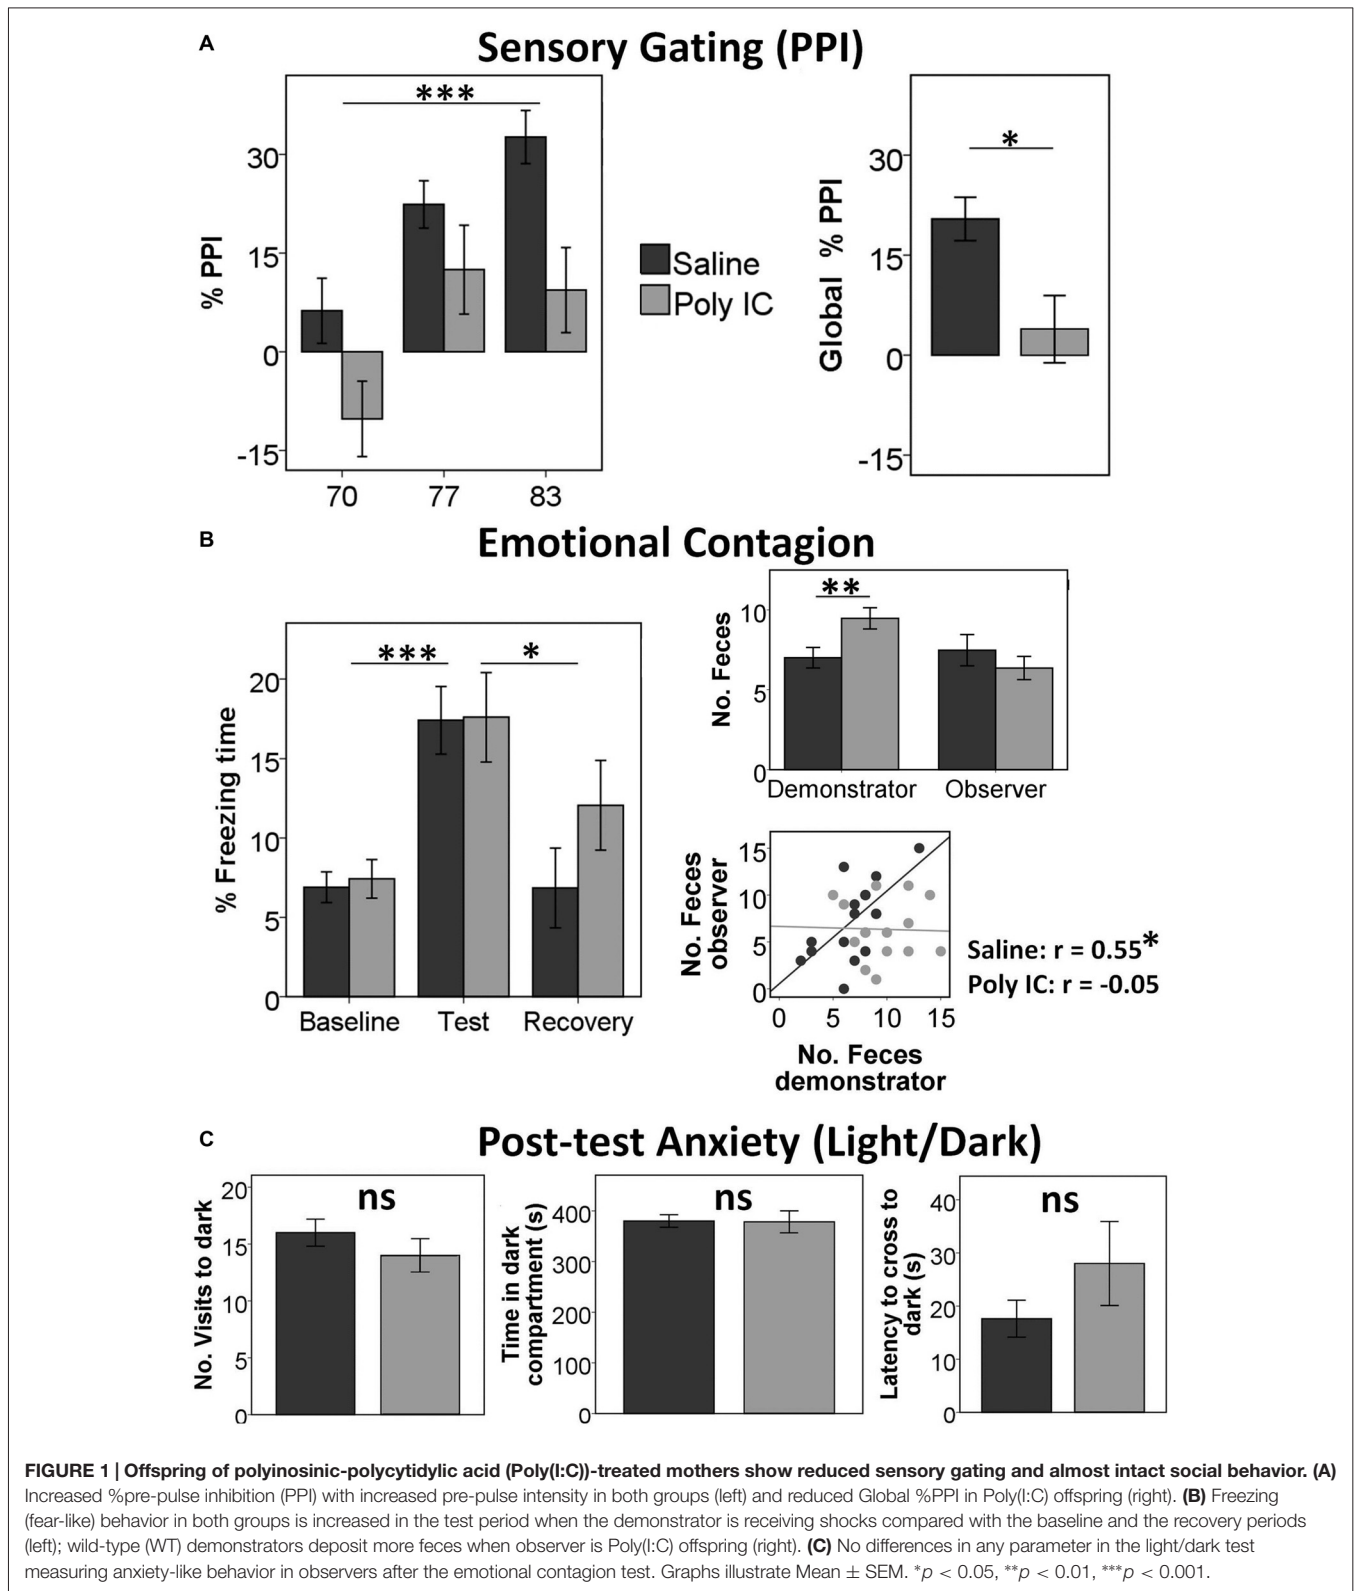 A
Sensory Gating (PPI)
***
*
30
15
0
-15
% PPI
70
77
83
Saline
Poly IC
30
15
0
-15
Global % PPI
B
Emotional Contagion
***
*
20
15
10
5
0
% Freezing time
Baseline
Test
Recovery
**
10
5
0
No. Feces
Demonstrator
Observer
15
10
5
0
No. Feces
observer
0
5
10
15
No. Feces
demonstrator
Saline: r = 0.55*
Poly IC: r = -0.05
C
Post-test Anxiety (Light/Dark)
ns
20
15
10
5
0
No. Visits to dark
ns
400
300
200
100
0
Time in dark
compartment (s)
ns
40
30
20
10
0
Latency to cross to
dark (s)
FIGURE 1 | Offspring of polyinosinic-polycytidylic acid (Poly(I:C))-treated mothers show reduced sensory gating and almost intact social behavior. (A)
Increased %pre-pulse inhibition (PPI) with increased pre-pulse intensity in both groups (left) and reduced Global %PPI in Poly(I:C) offspring (right). (B) Freezing
(fear-like) behavior in both groups is increased in the test period when the demonstrator is receiving shocks compared with the baseline and the recovery periods
(left); wild-type (WT) demonstrators deposit more feces when observer is Poly(I:C) offspring (right). (C) No differences in any parameter in the light/dark test
measuring anxiety-like behavior in observers after the emotional contagion test. Graphs illustrate Mean ± SEM. *p < 0.05, **p < 0.01, ***p < 0.001.